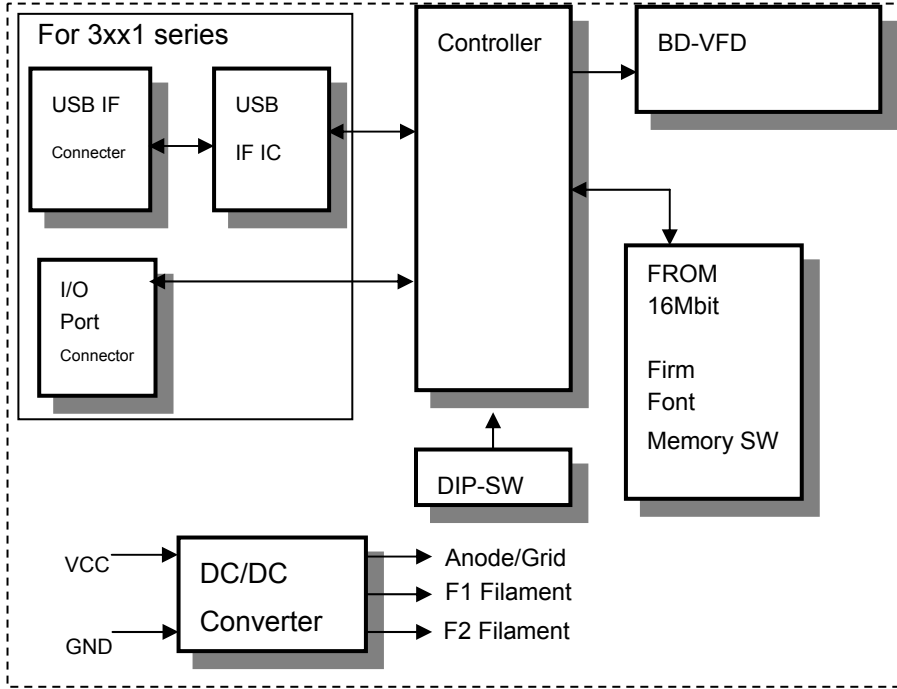 For 3xx1 series
USB IF
Connecter
USB
IF IC
I/O
Port
Connector
Controller
BD-VFD
FROM
16Mbit
Firm
Font
Memory SW
DIP-SW
VCC
GND
DC/DC
Converter
Anode/Grid
F1 Filament
F2 Filament